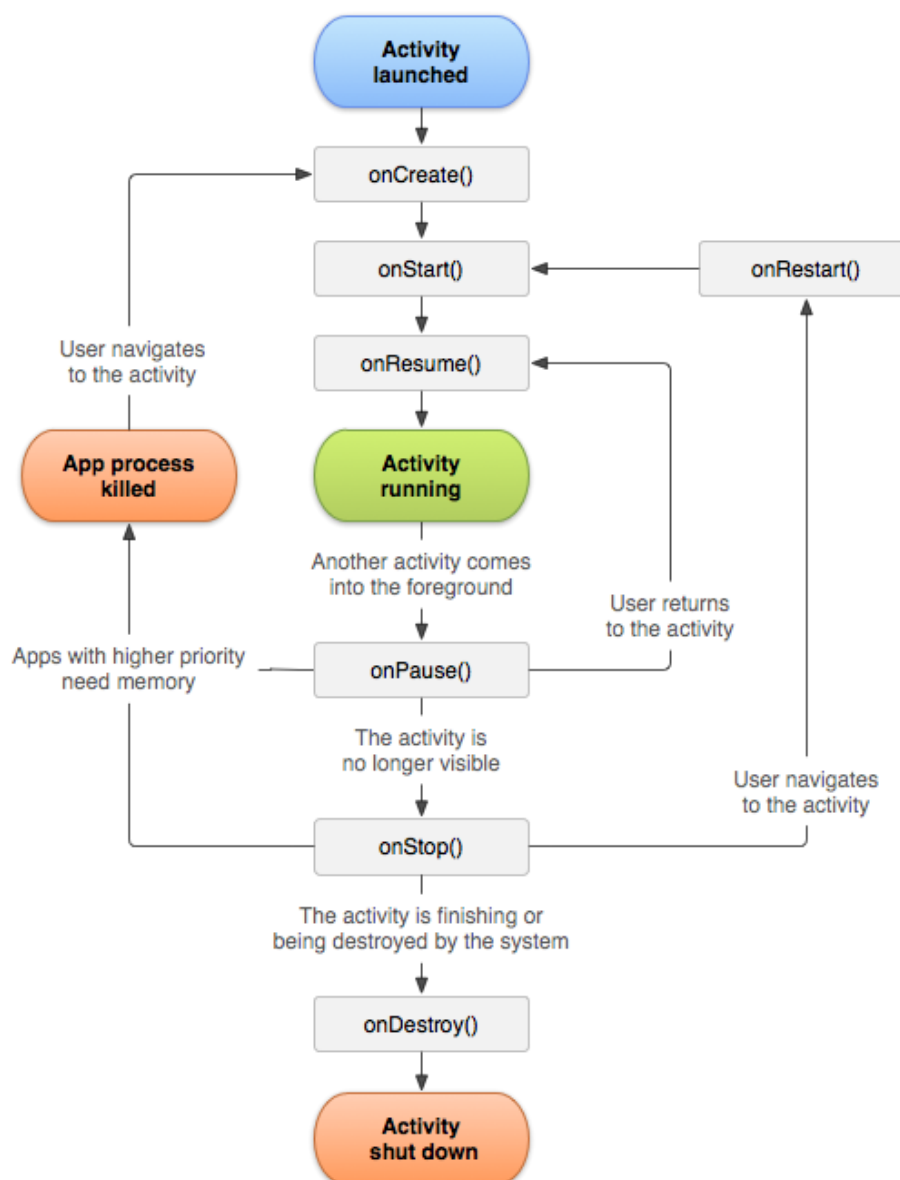 Activity
launched
onCreate()
onStart()
onRestart()
User navigates
to the activity
onResume()
App process
killed
Activity
running
Another activity comes
into the foreground
User returns
to the activity
Apps with higher priority
need memory
onPause()
The activity is
no longer visible
User navigates
to the activity
onStop()
The activity is finishing or
being destroyed by the system
onDestroy()
Activity
shut down